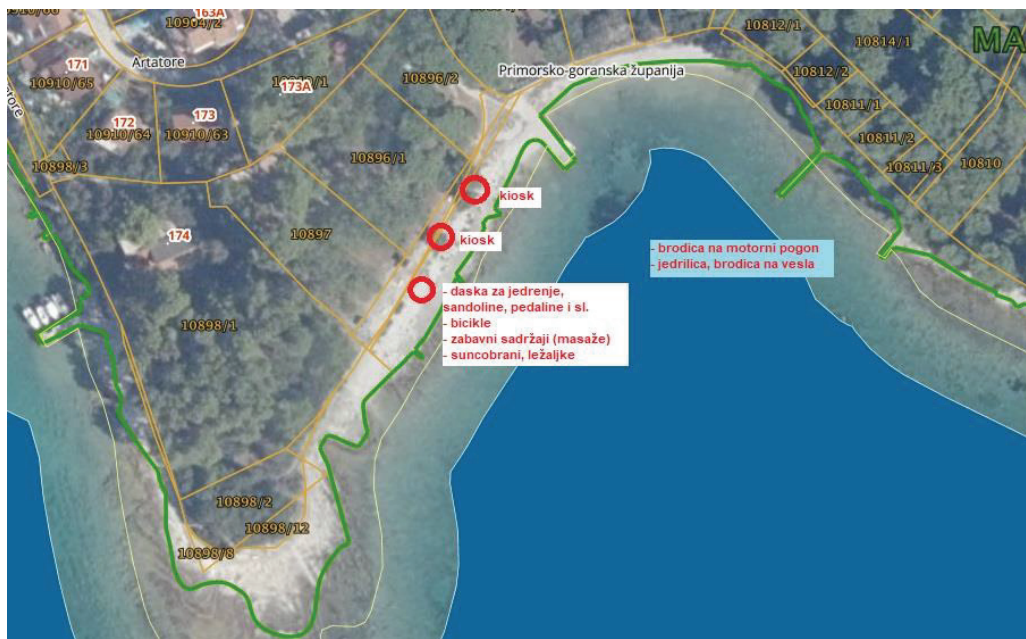 163A
10910/66
10904/2
10812/1
10814/1
MA
171
Artatore
10910/65
10896/2
Primorsko-goranska županija
173A
10812/2
10811/1
172
173
10910/64
10910/63
10811/2
10896/1
10811/3
10810
10898/3
kiosk
174
10897
kiosk
- brodica na motorni pogon
- jedrilica, brodica na vesla
- daska za jedrenje,
sandoline, pedaline i sl.
- bicikle
- zabavni sadržaji (masaže)
- suncobrani, ležaljke
10898/1
10898/2
10898/12
10898/8